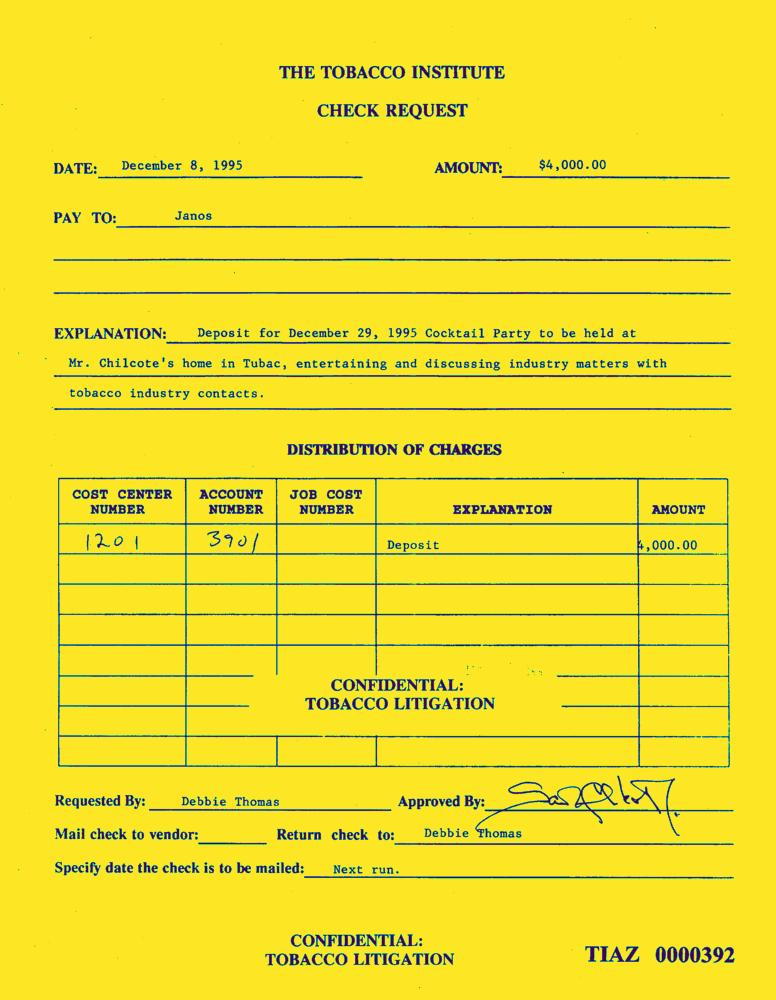 THE TOBACCO INSTITUTE
CHECK REQUEST
DATE: December 8, 1995 AMOUNT: $4,000.00
PAY TO: Janos
EXPLANATION: Deposit for December 29, 1995 Cocktail Party to be held at
Mr. Chilcote's home in Tubac, entertaining and discussing industry matters with
tobacco industry contacts.
DISTRIBUTION OF CHARGES
COST CENTER NUMBER ACCOUNT NUMBER JOB COST NUMBER EXPLANATION AMOUNT
1201 3901 Deposit 4,000.00
CONFIDENTIAL:
TOBACCO LITIGATION
Requested By: Debbie Thomas Approved By:
Mail check to vendor: Return check to: Debbie Thomas
Specify date the check is to be mailed: Next run.
CONFIDENTIAL:
TOBACCO LITIGATION
TIAZ 0000392